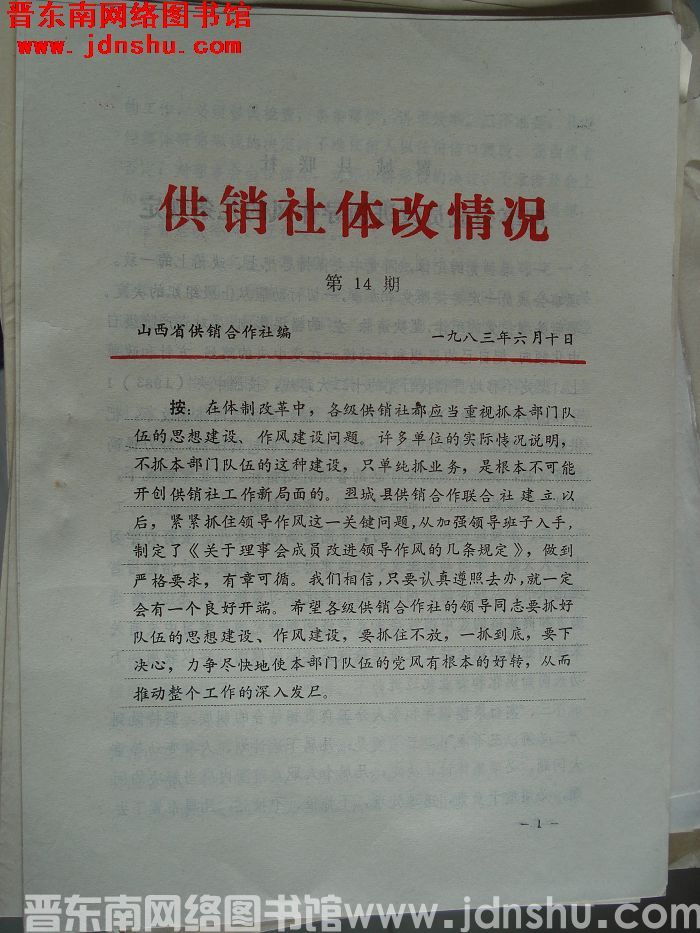 晋东南网络图书馆
www.jdnshu.com
供销社体改情况
第 14 期
山西省供销合作社编 一九八三年六月十日
按：在体制改革中，各级供销社都应当重视抓本部门队
伍的思想建设、作风建设问题。许多单位的实际情况说明，
不抓本部门队伍的这种建设，只单纯抓业务，是根本不可能
开创供销社工作新局面的。翼城县供销合作联合社建立以
后，紧紧抓住领导作风这一关键问题，从加强领导班子入手，
制定了《关于理事会成员改进领导作风的几条规定》，做到
严格要求，有章可循。我们相信，只要认真遵照去办，就一定
会有一个良好开端。希望各级供销合作社的领导同志要抓好
队伍的思想建设、作风建设，要抓住不放，一抓到底，要下
决心，力争尽快地使本部门队伍的党风有根本的好转，从而
推动整个工作的深入发尸。
— 1 —
晋东南网络图书馆www.jdnshu.com